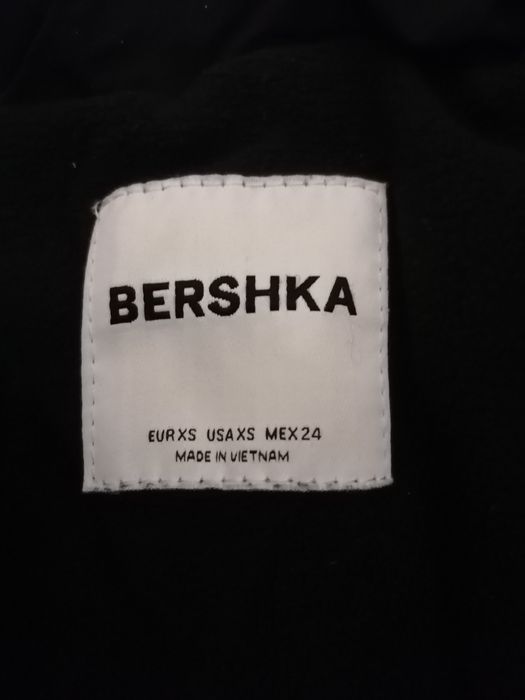 BERSHKA
EURXS USAXS MEX24
MADE IN VIETNAM